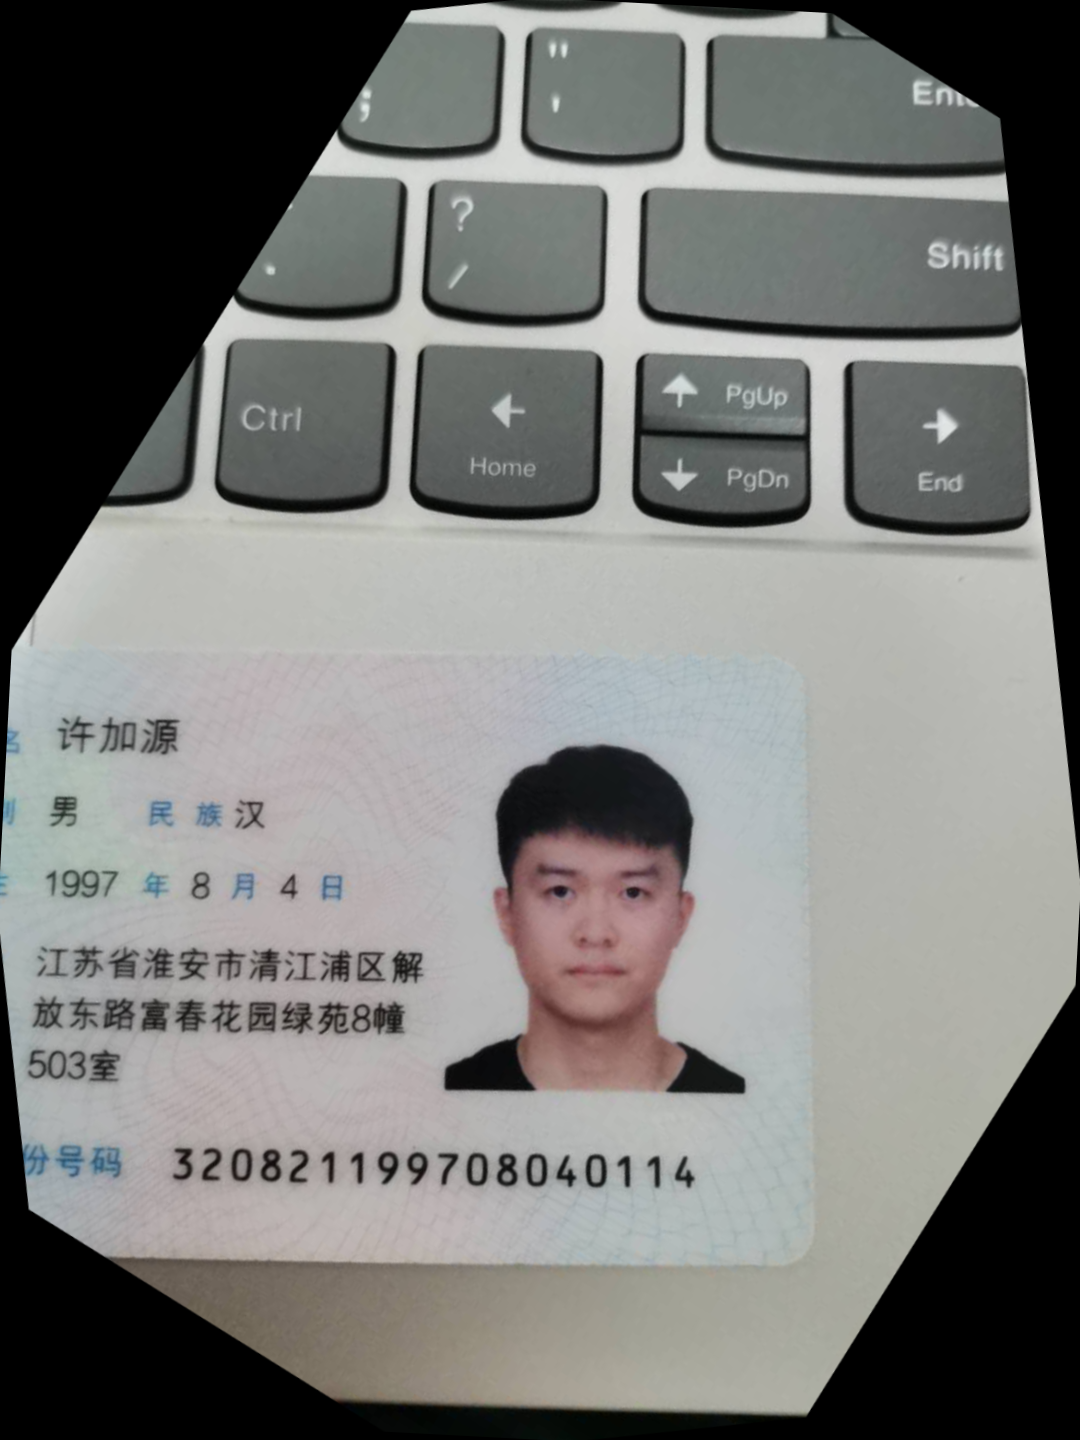 "
; ' Ente
? Shift
. /
Ctrl ← Home ↑ PgUp → End
↓ PgDn
名 许加源
别 男 民族 汉
1997 年 8 月 4 日
江苏省淮安市清江浦区解
放东路富春花园绿苑8幢
503室
份号码 320821199708040114